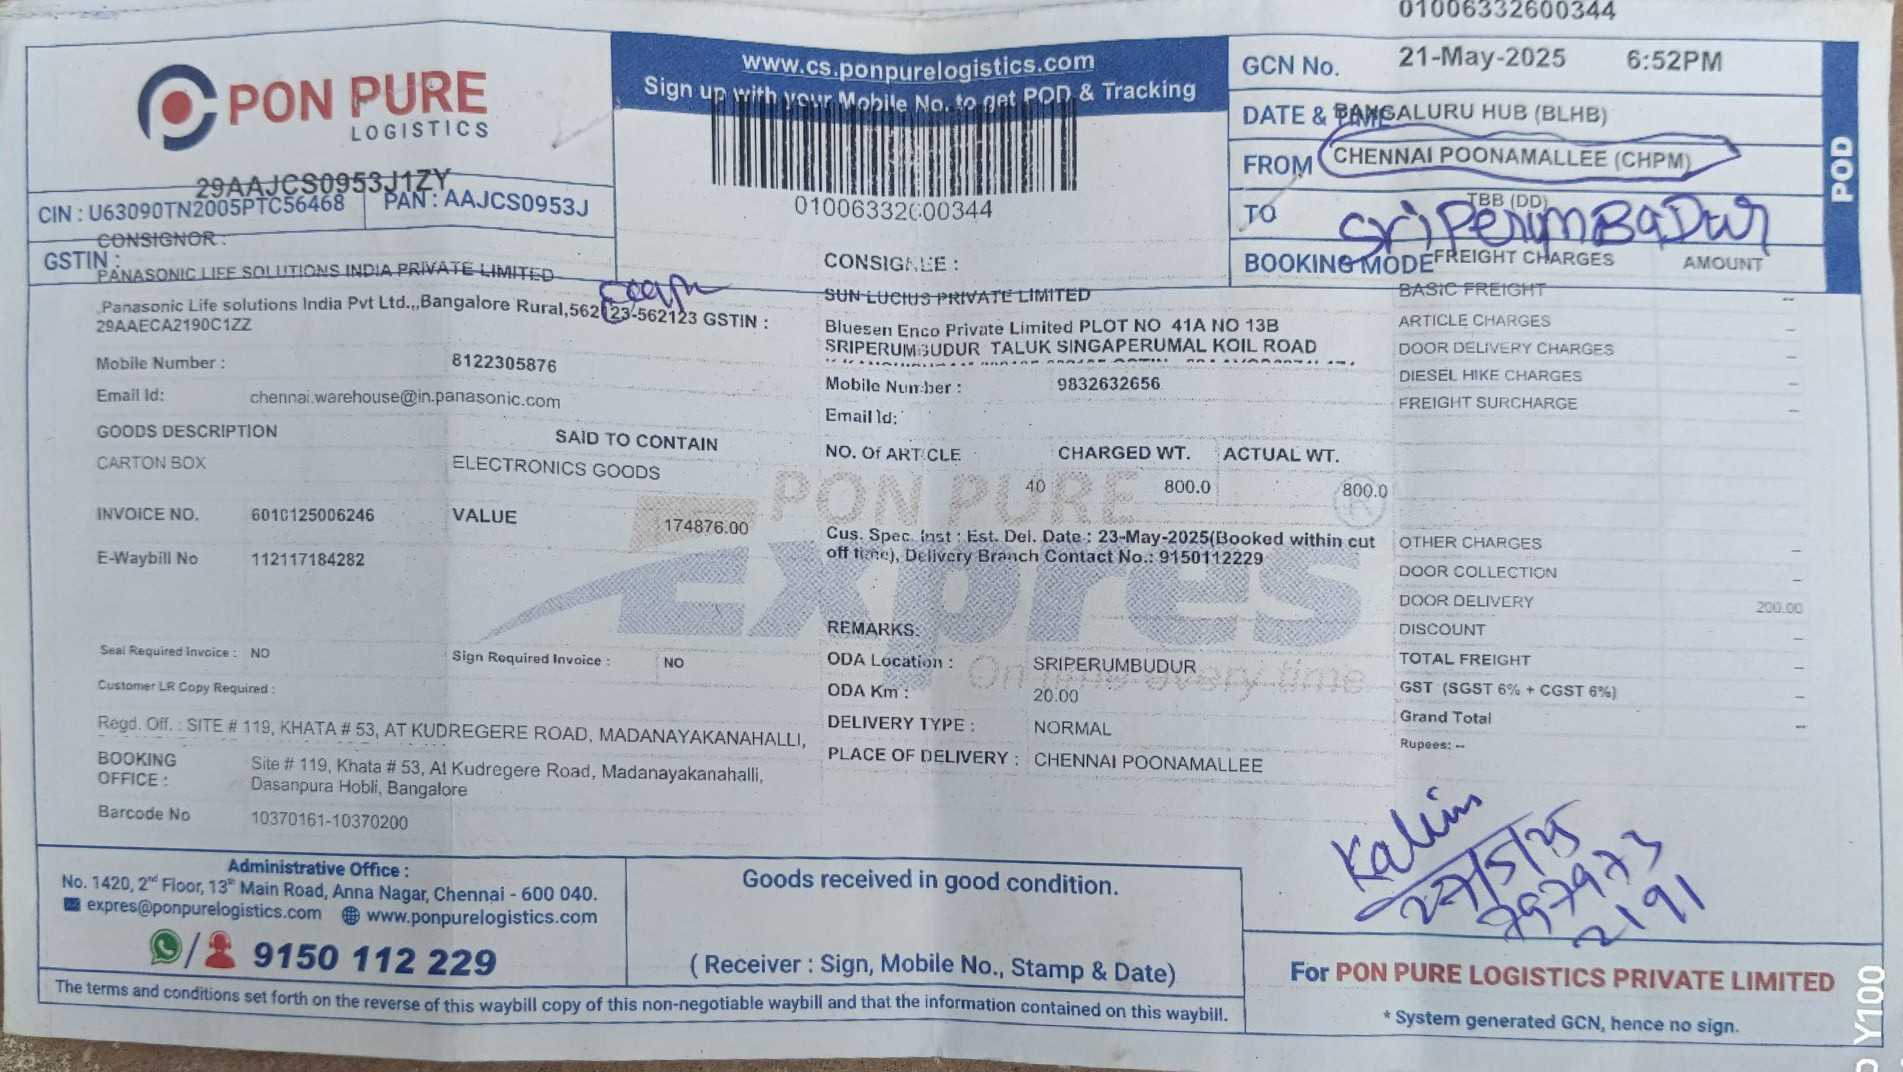 01006332600344
PON PURE
LOGISTICS
www.cs.ponpurelogistics.com
Sign up with your Mobile No. to get POD & Tracking
01006332600344
GCN No. 21-May-2025 6:52PM
DATE & TIME BANGALURU HUB (BLHB)
FROM CHENNAI POONAMALLEE (CHPM)
TO TBB (DD)
SriPerumBaDur
BOOKING MODE
POD
29AAJCS0953J1ZY
CIN : U63090TN2005PTC56468 PAN : AAJCS0953J
GSTIN :
CONSIGNOR :
PANASONIC LIFE SOLUTIONS INDIA PRIVATE LIMITED
Panasonic Life solutions India Pvt Ltd.,,Bangalore Rural,562123-562123 GSTIN :
29AAECA2190C1ZZ
Mobile Number : 8122305876
Email Id: chennai.warehouse@in.panasonic.com
GOODS DESCRIPTION SAID TO CONTAIN
CARTON BOX ELECTRONICS GOODS
INVOICE NO. 6010125006246 VALUE 174876.00
E-Waybill No 112117184282
Seal Required Invoice : NO Sign Required Invoice : NO
Customer LR Copy Required :
Regd. Off. : SITE # 119, KHATA # 53, AT KUDREGERE ROAD, MADANAYAKANAHALLI,
BOOKING OFFICE : Site # 119, Khata # 53, At Kudregere Road, Madanayakanahalli,
Dasanpura Hobli, Bangalore
Barcode No 10370161-10370200
CONSIGNEE :
SUN LUCIUS PRIVATE LIMITED
Bluesen Enco Private Limited PLOT NO 41A NO 13B
SRIPERUMBUDUR TALUK SINGAPERUMAL KOIL ROAD
Mobile Number : 9832632656
Email Id:
NO. Of ARTICLE CHARGED WT. ACTUAL WT.
40 800.0 800.0
PON PURE
Expres
On time every time
Cus. Spec. Inst : Est. Del. Date : 23-May-2025(Booked within cut
off time), Delivery Branch Contact No.: 9150112229
REMARKS:
ODA Location : SRIPERUMBUDUR
ODA Km : 20.00
DELIVERY TYPE : NORMAL
PLACE OF DELIVERY : CHENNAI POONAMALLEE
FREIGHT CHARGES AMOUNT
BASIC FREIGHT --
ARTICLE CHARGES –
DOOR DELIVERY CHARGES –
DIESEL HIKE CHARGES –
FREIGHT SURCHARGE –
OTHER CHARGES –
DOOR COLLECTION –
DOOR DELIVERY 200.00
DISCOUNT –
TOTAL FREIGHT –
GST (SGST 6% + CGST 6%) –
Grand Total --
Rupees: --
Kalim
27/5/25
797973
2191
Administrative Office :
No. 1420, 2nd Floor, 13th Main Road, Anna Nagar, Chennai - 600 040.
expres@ponpurelogistics.com www.ponpurelogistics.com
9150 112 229
Goods received in good condition.
( Receiver : Sign, Mobile No., Stamp & Date)
For PON PURE LOGISTICS PRIVATE LIMITED
* System generated GCN, hence no sign.
The terms and conditions set forth on the reverse of this waybill copy of this non-negotiable waybill and that the information contained on this waybill.
Y100